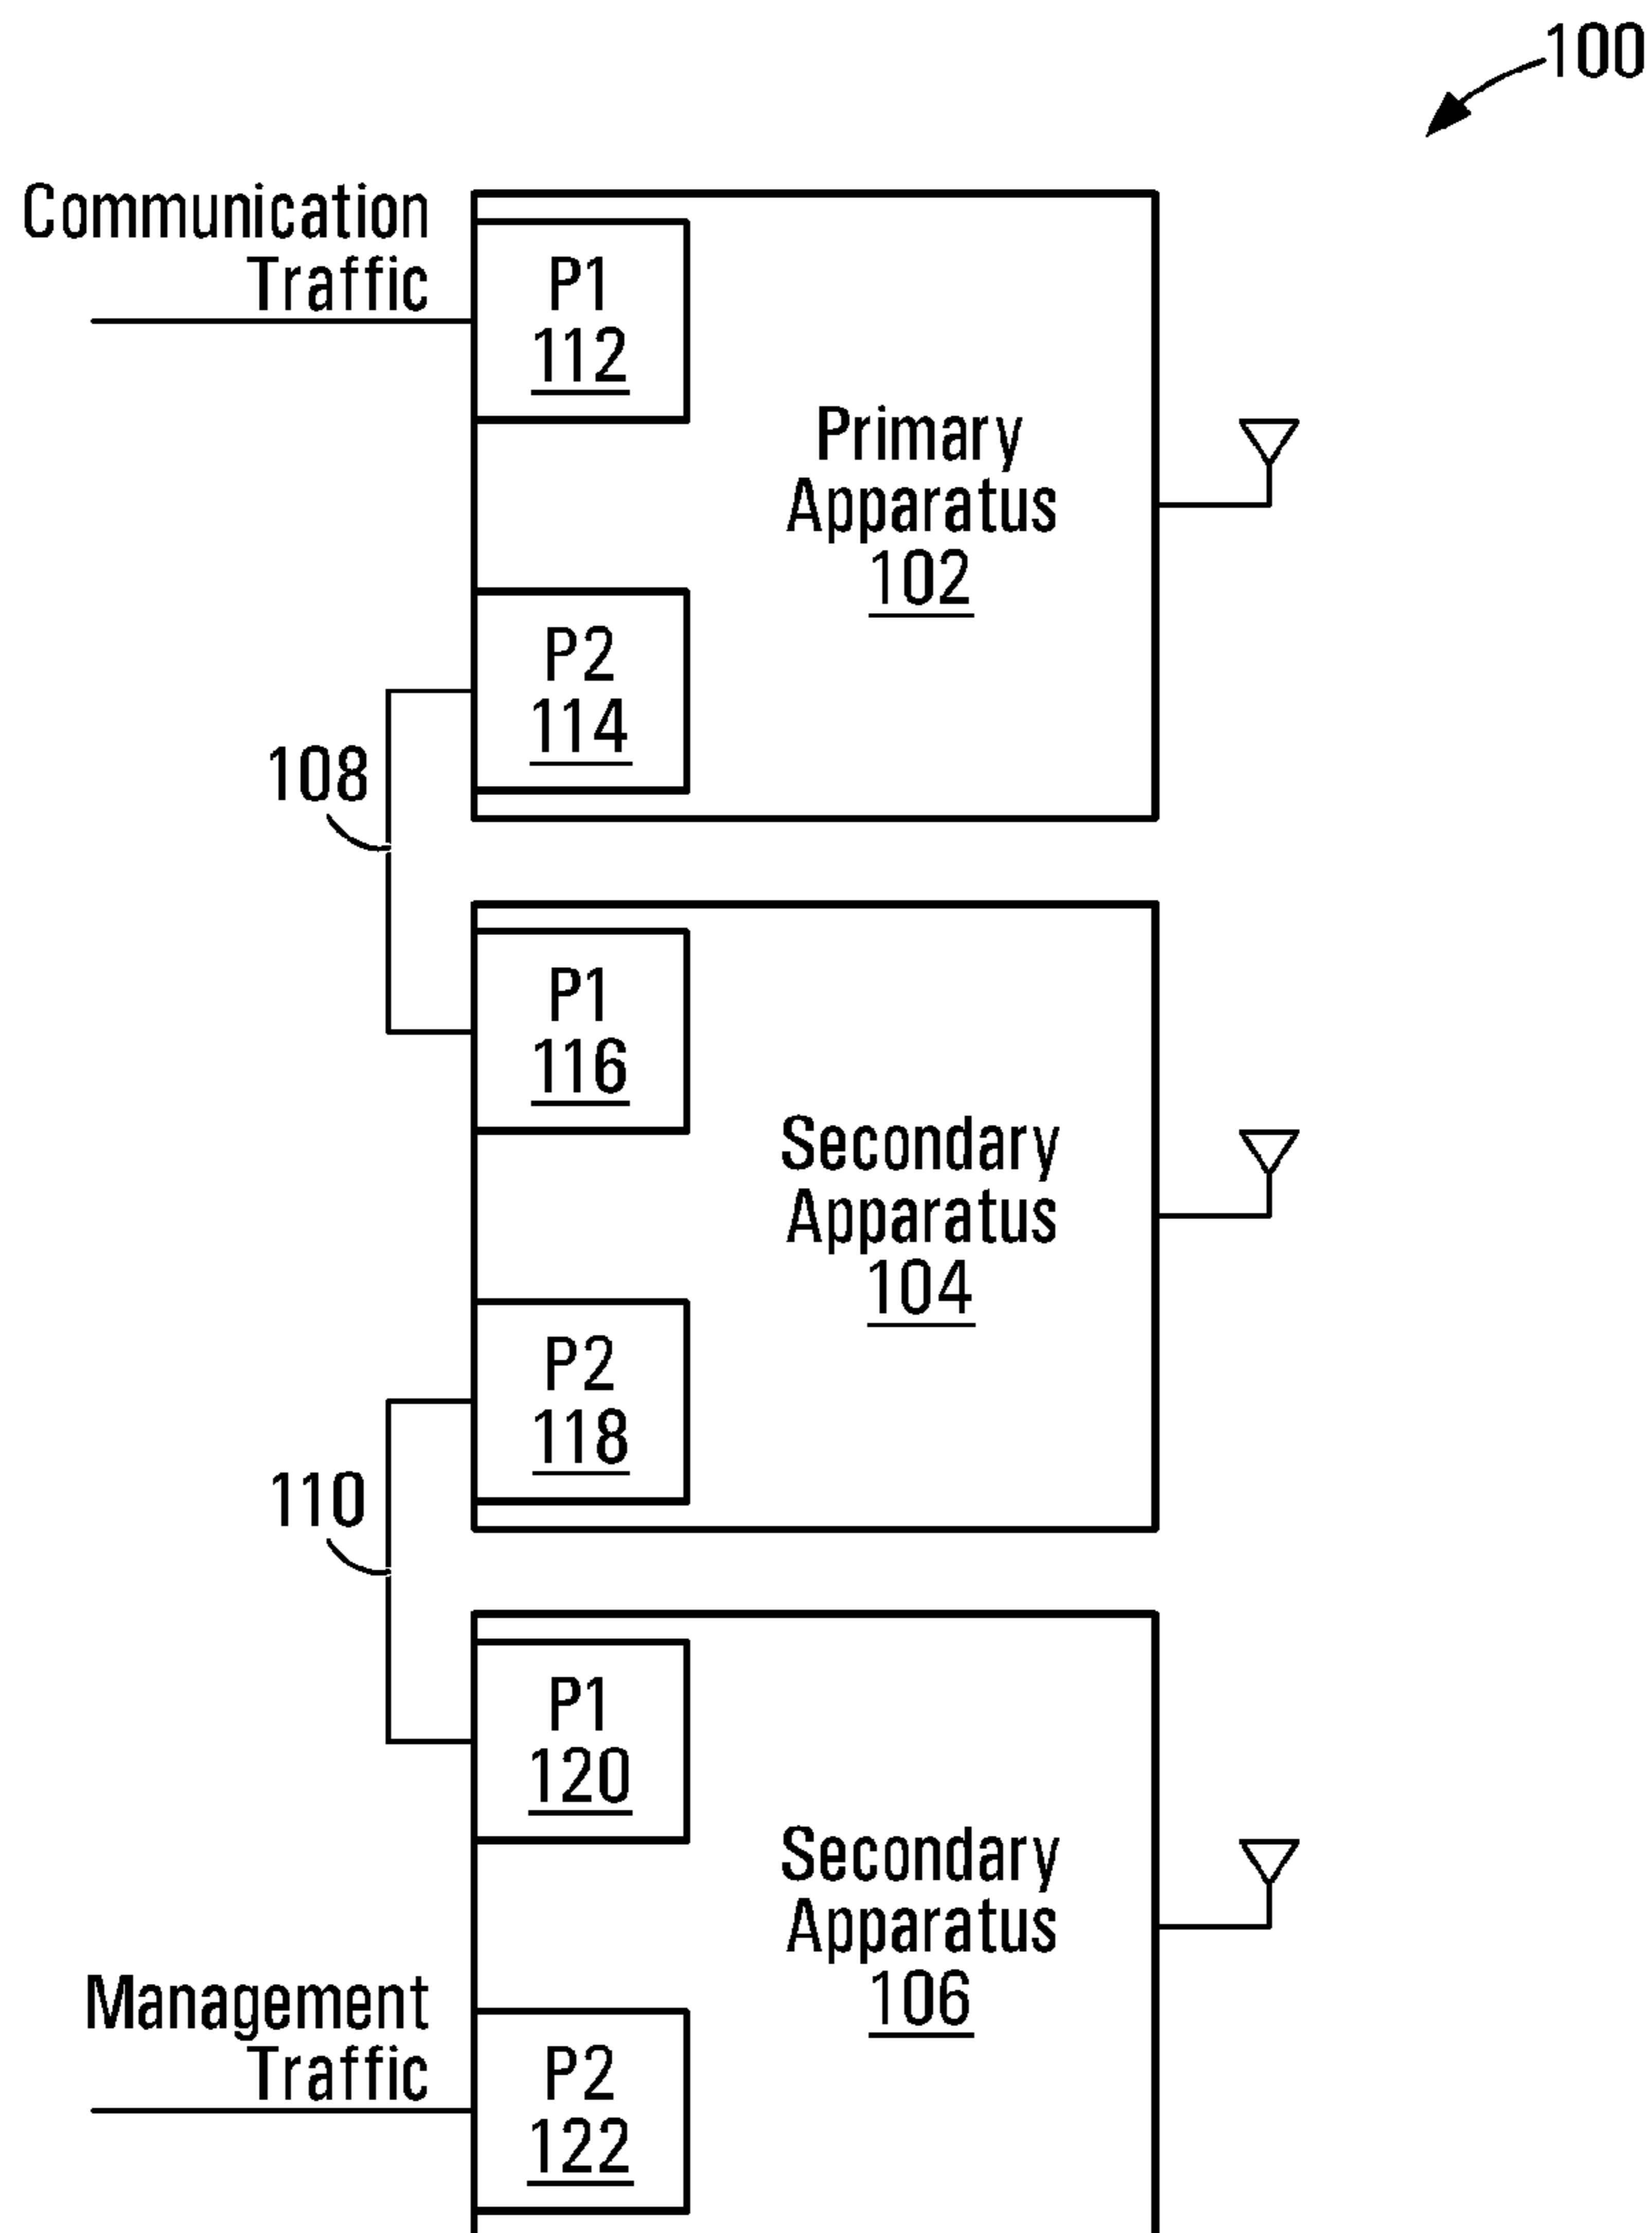 100
Communication
Traffic
P1
112
Primary
Apparatus
102
P2
114
108
P1
116
Secondary
Apparatus
104
P2
118
110
P1
120
Secondary
Apparatus
106
Management
Traffic
P2
122